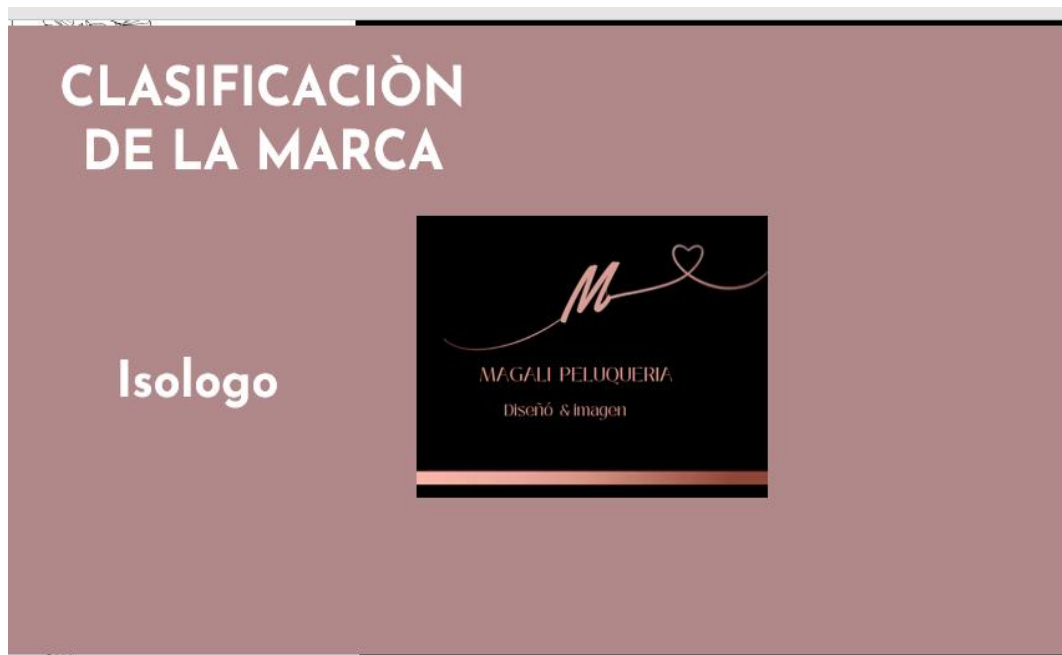 CLASIFICACIÒN
DE LA MARCA
M
MAGALI PELUQUERIA
Isologo
Diseñó & imagen